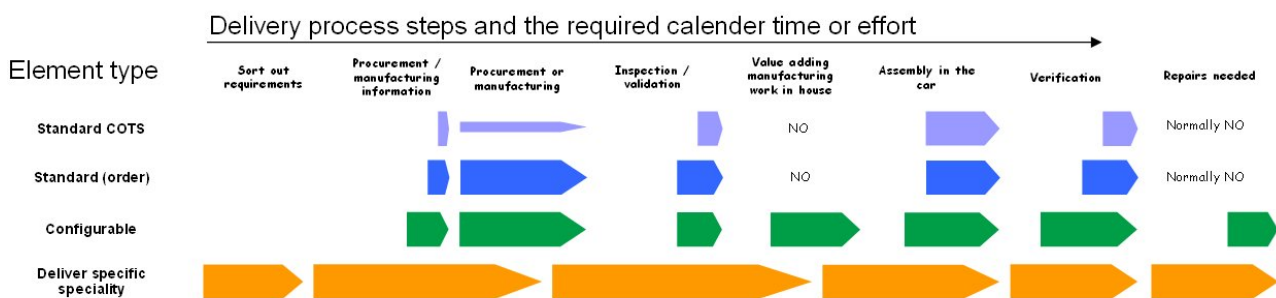 Delivery process steps and the required calender time or effort
Element type
Sort out
requirements
Procurement /
manufacturing
information
Procurement or
manufacturing
Inspection /
validation
Value adding
manufacturing
work in house
Assembly in the
car
Verification
Repairs needed
Standard COTS
NO
Normally NO
Standard (order)
NO
Normally NO
Configurable
Deliver specific
speciality